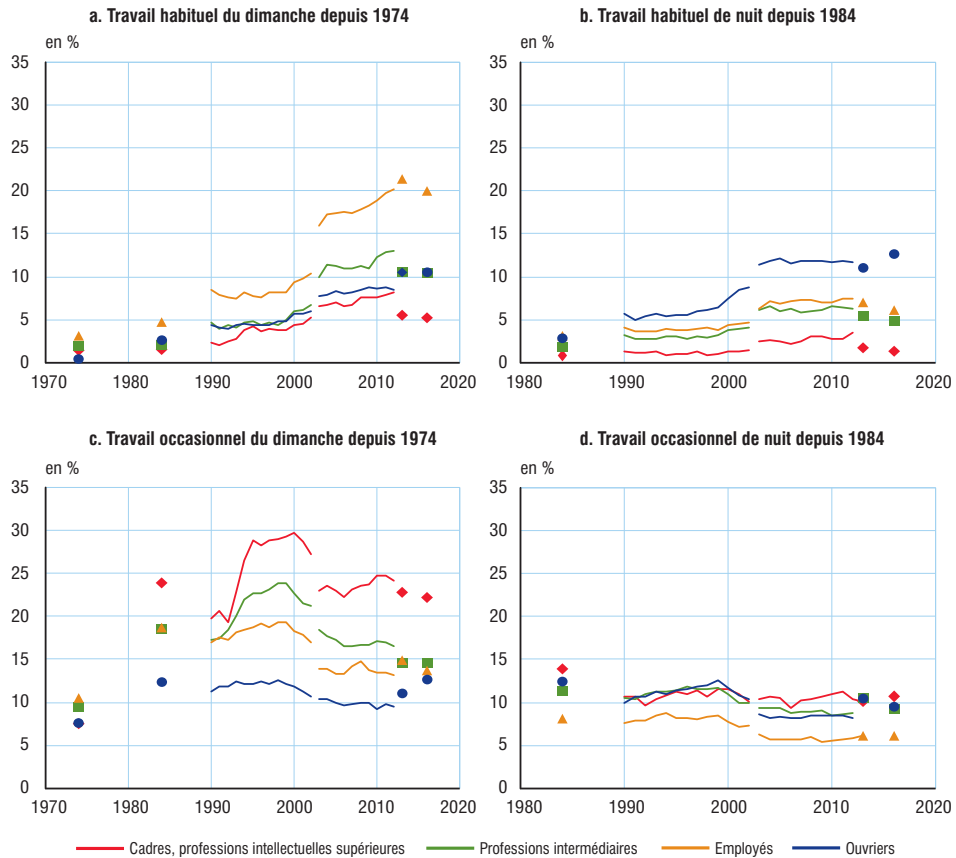 a. Travail habituel du dimanche depuis 1974
en %
35
30
25
20
15
10
5
0
1970 1980 1990 2000 2010 2020
b. Travail habituel de nuit depuis 1984
en %
35
30
25
20
15
10
5
0
1980 1990 2000 2010 2020
c. Travail occasionnel du dimanche depuis 1974
en %
35
30
25
20
15
10
5
0
1970 1980 1990 2000 2010 2020
d. Travail occasionnel de nuit depuis 1984
en %
35
30
25
20
15
10
5
0
1980 1990 2000 2010 2020
Cadres, professions intellectuelles supérieures Professions intermédiaires Employés Ouvriers